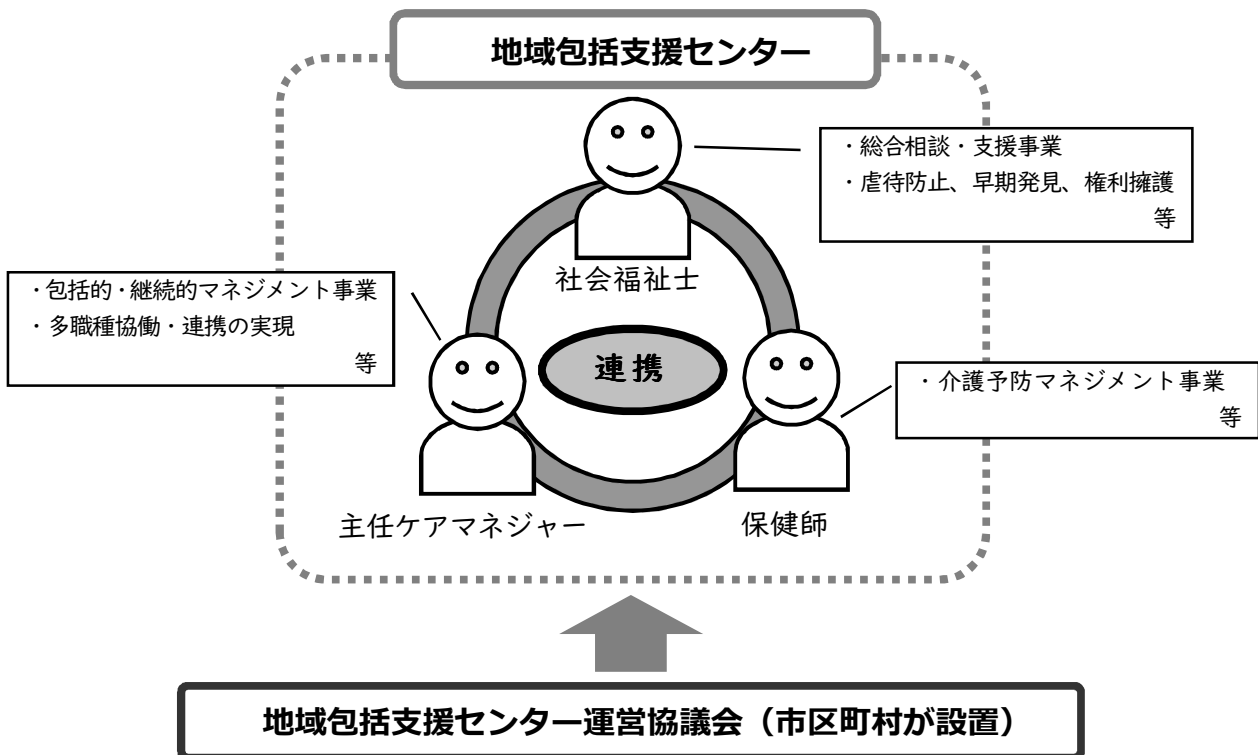 地域包括支援センター
・総合相談・支援事業
・虐待防止、早期発見、権利擁護
等
社会福祉士
・包括的・継続的マネジメント事業
・多職種協働・連携の実現
等
連携
・介護予防マネジメント事業
等
主任ケアマネジャー
保健師
地域包括支援センター運営協議会（市区町村が設置）